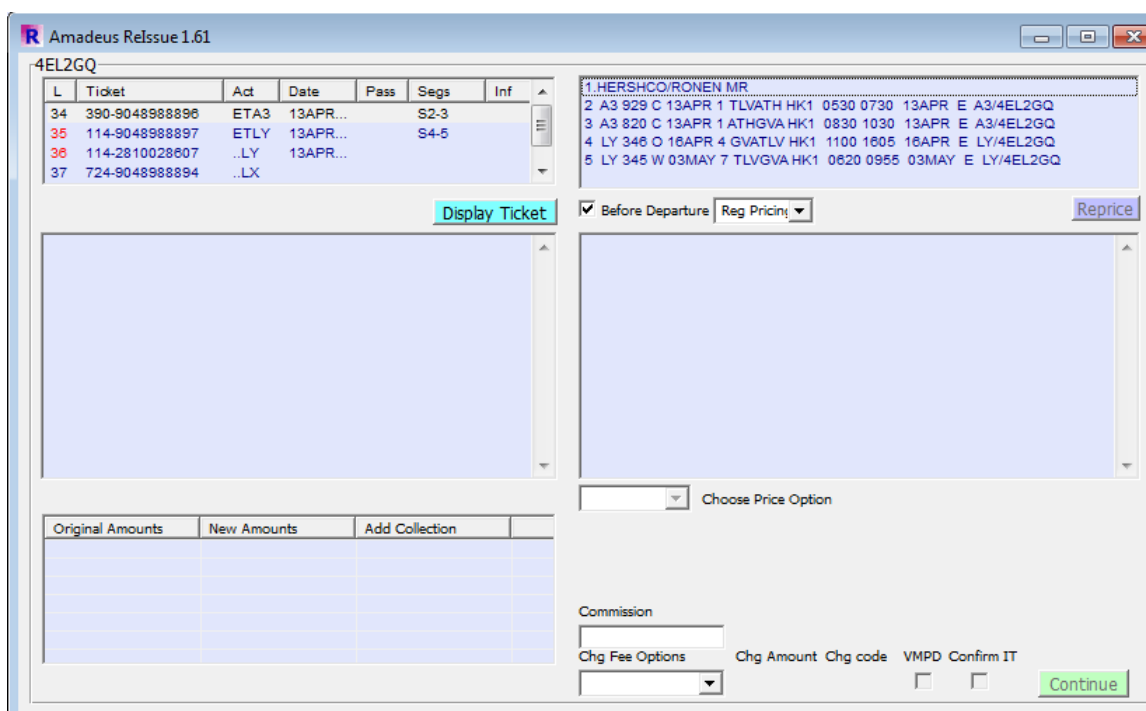 Amadeus ReIssue 1.61
4EL2GQ
L Ticket Act Date Pass Segs Inf
34 390-9048988896 ETA3 13APR... S2-3
35 114-9048988897 ETLY 13APR... S4-5
36 114-2810028607 ..LY 13APR...
37 724-9048988894 ..LX
1.HERSHCO/RONEN MR
2 A3 929 C 13APR 1 TLVATH HK1 0530 0730 13APR E A3/4EL2GQ
3 A3 820 C 13APR 1 ATHGVA HK1 0830 1030 13APR E A3/4EL2GQ
4 LY 346 O 16APR 4 GVATLV HK1 1100 1605 16APR E LY/4EL2GQ
5 LY 345 W 03MAY 7 TLVGVA HK1 0620 0955 03MAY E LY/4EL2GQ
Display Ticket
Before Departure Reg Pricing
Reprice
Choose Price Option
Original Amounts New Amounts Add Collection
Commission
Chg Fee Options Chg Amount Chg code VMPD Confirm IT
Continue